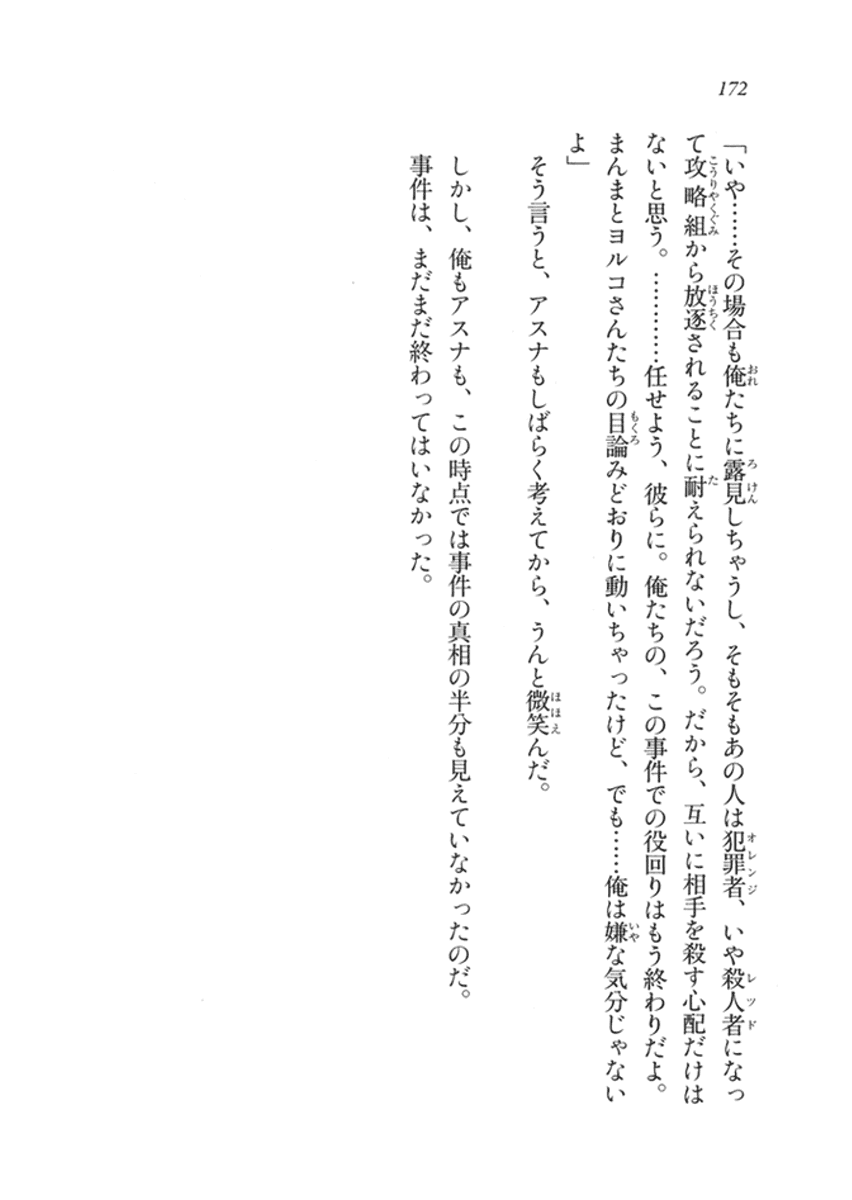 172
「いや……その場合も俺たちに露見しちゃうし、そもそもあの人は犯罪者、いや殺人者になっ
て攻略組から放逐されることに耐えられないだろう。だから、互いに相手を殺す心配だけは
ないと思う。…………任せよう、彼らに。俺たちの、この事件での役回りはもう終わりだよ。
まんまとヨルコさんたちの目論みどおりに動いちゃったけど、でも……俺は嫌な気分じゃない
よ」
そう言うと、アスナもしばらく考えてから、うんと微笑んだ。
しかし、俺もアスナも、この時点では事件の真相の半分も見えていなかったのだ。
事件は、まだまだ終わってはいなかった。